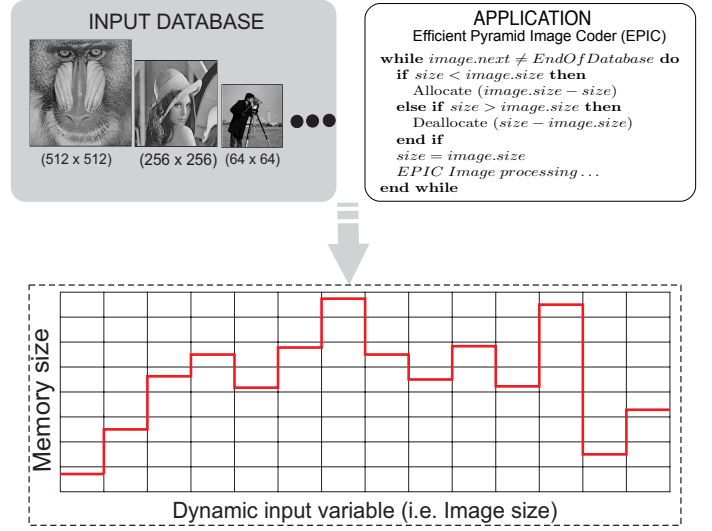 INPUT DATABASE
(512 x 512)
(256 x 256)
(64 x 64)
APPLICATION
Efficient Pyramid Image Coder (EPIC)
while image.next ≠ EndOfDatabase do
if size < image.size then
Allocate (image.size − size)
else if size > image.size then
Deallocate (size − image.size)
end if
size = image.size
EPIC Image processing . . .
end while
Memory size
Dynamic input variable (i.e. Image size)